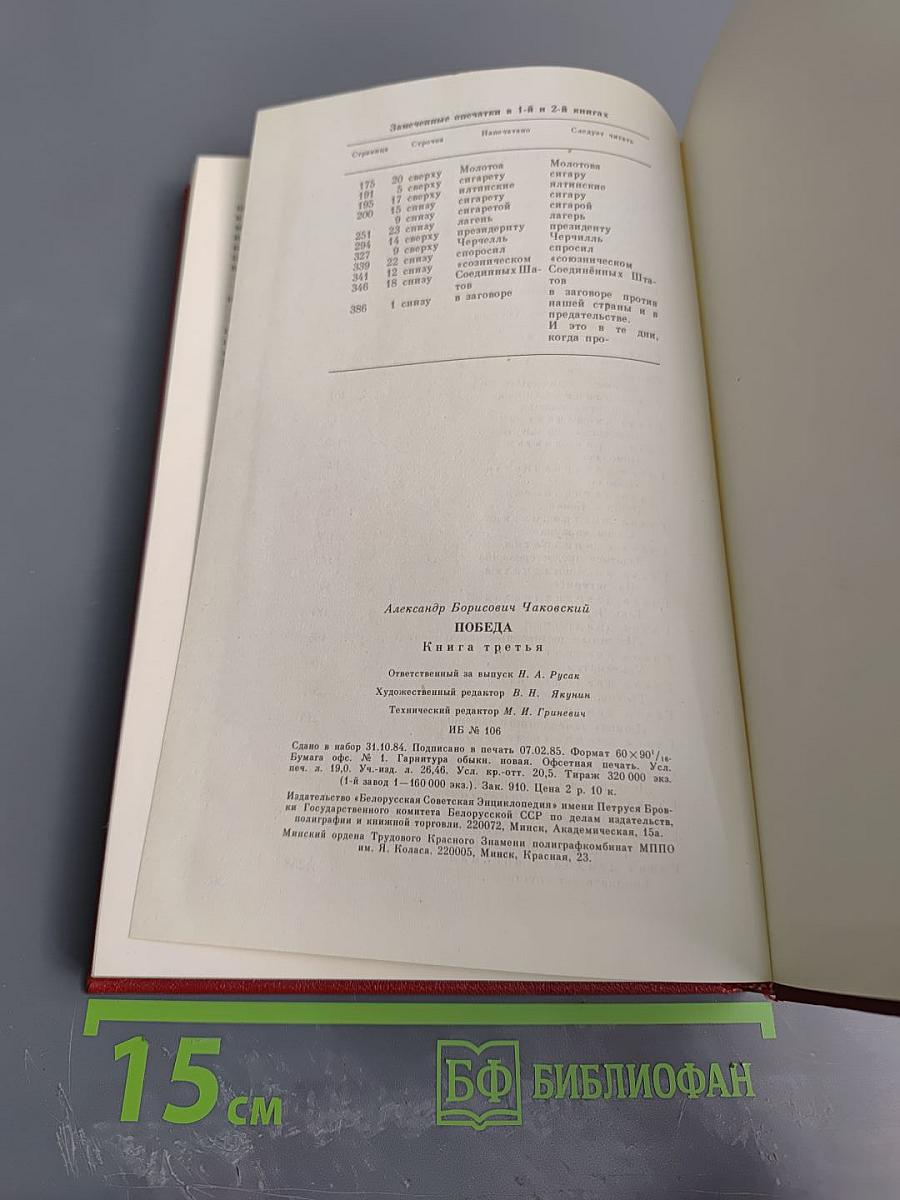 Замеченные опечатки в 1-й и 2-й книгах
Страница Строчка Напечатано Следует читать
175 20 сверху Молотов Молотова
191 5 сверху сигарету сигару
195 17 сверху илтинские ялтинские
200 15 снизу сигарету сигару
9 снизу сигаретой сигарой
251 23 снизу лагень лагерь
294 14 сверху президернту президенту
327 9 сверху Черчелль Черчилль
339 22 снизу споросил спросил
341 12 снизу «созническом «союзническом
346 18 снизу Соединных Ша- Соединённых Шта-
тов тов
386 1 снизу в заговоре в заговоре против
нашей страны и в
предательстве.
И это в те дни,
когда про-
Александр Борисович Чаковский
ПОБЕДА
Книга третья
Ответственный за выпуск Н. А. Русак
Художественный редактор В. Н. Якунин
Технический редактор М. И. Гриневич
ИБ № 106
Сдано в набор 31.10.84. Подписано в печать 07.02.85. Формат 60×90¹/₁₆.
Бумага офс. № 1. Гарнитура обыкн. новая. Офсетная печать. Усл.
печ. л. 19,0. Уч.-изд. л. 26,46. Усл. кр.-отт. 20,5. Тираж 320 000 экз.
(1-й завод 1—160 000 экз.). Зак. 910. Цена 2 р. 10 к.
Издательство «Белорусская Советская Энциклопедия» имени Петруся Бров-
ки Государственного комитета Белорусской ССР по делам издательств,
полиграфии и книжной торговли. 220072, Минск, Академическая, 15а.
Минский ордена Трудового Красного Знамени полиграфкомбинат МППО
им. Я. Коласа. 220005, Минск, Красная, 23.
15 см
БФ БИБЛИОФАН